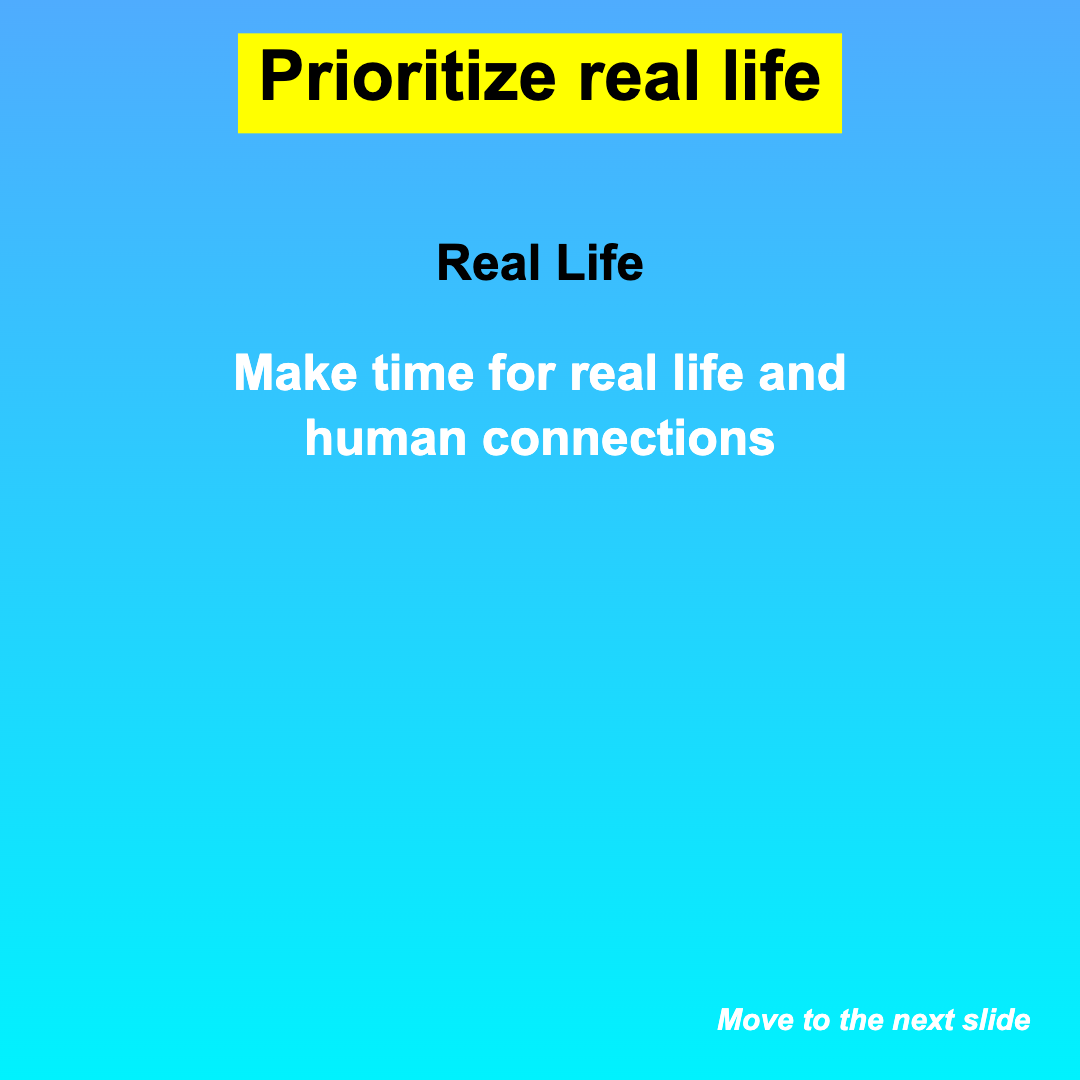 Prioritize real life
Real Life
Make time for real life and
human connections
Move to the next slide